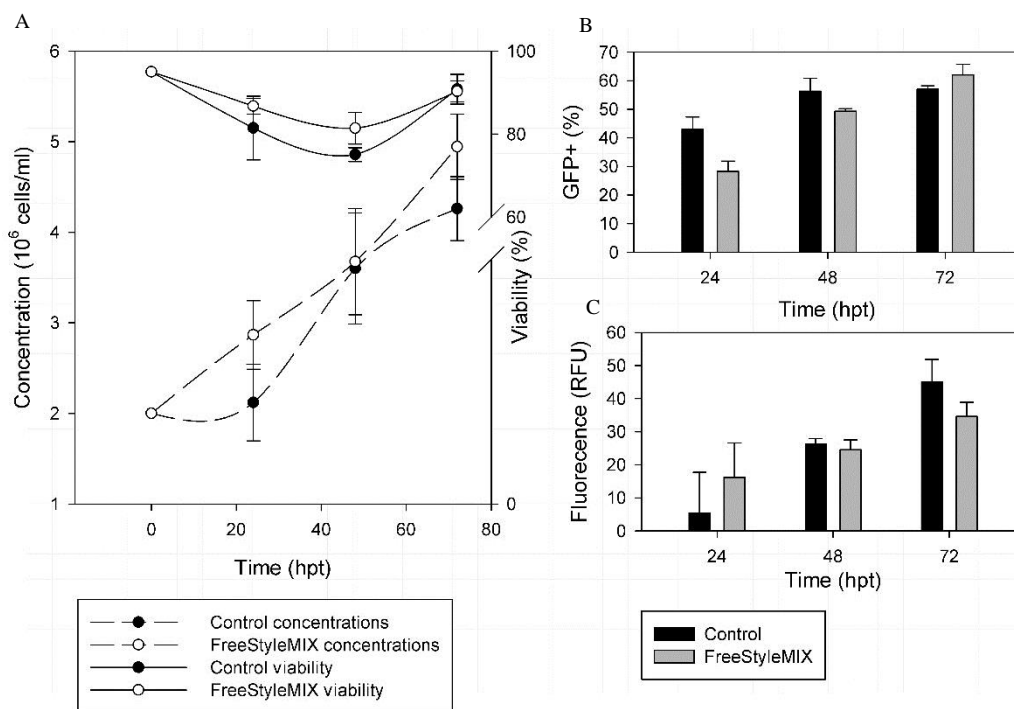 A
6
5
4
3
2
1
Concentration (10^6 cells/ml)
0
20
40
60
80
Time (hpt)
100
80
60
0
Viability (%)
Control concentrations
FreeStyleMIX concentrations
Control viability
FreeStyleMIX viability
B
70
60
50
40
30
20
10
0
GFP+ (%)
24
48
72
Time (hpt)
C
60
50
40
30
20
10
0
Fluorecence (RFU)
24
48
72
Time (hpt)
Control
FreeStyleMIX